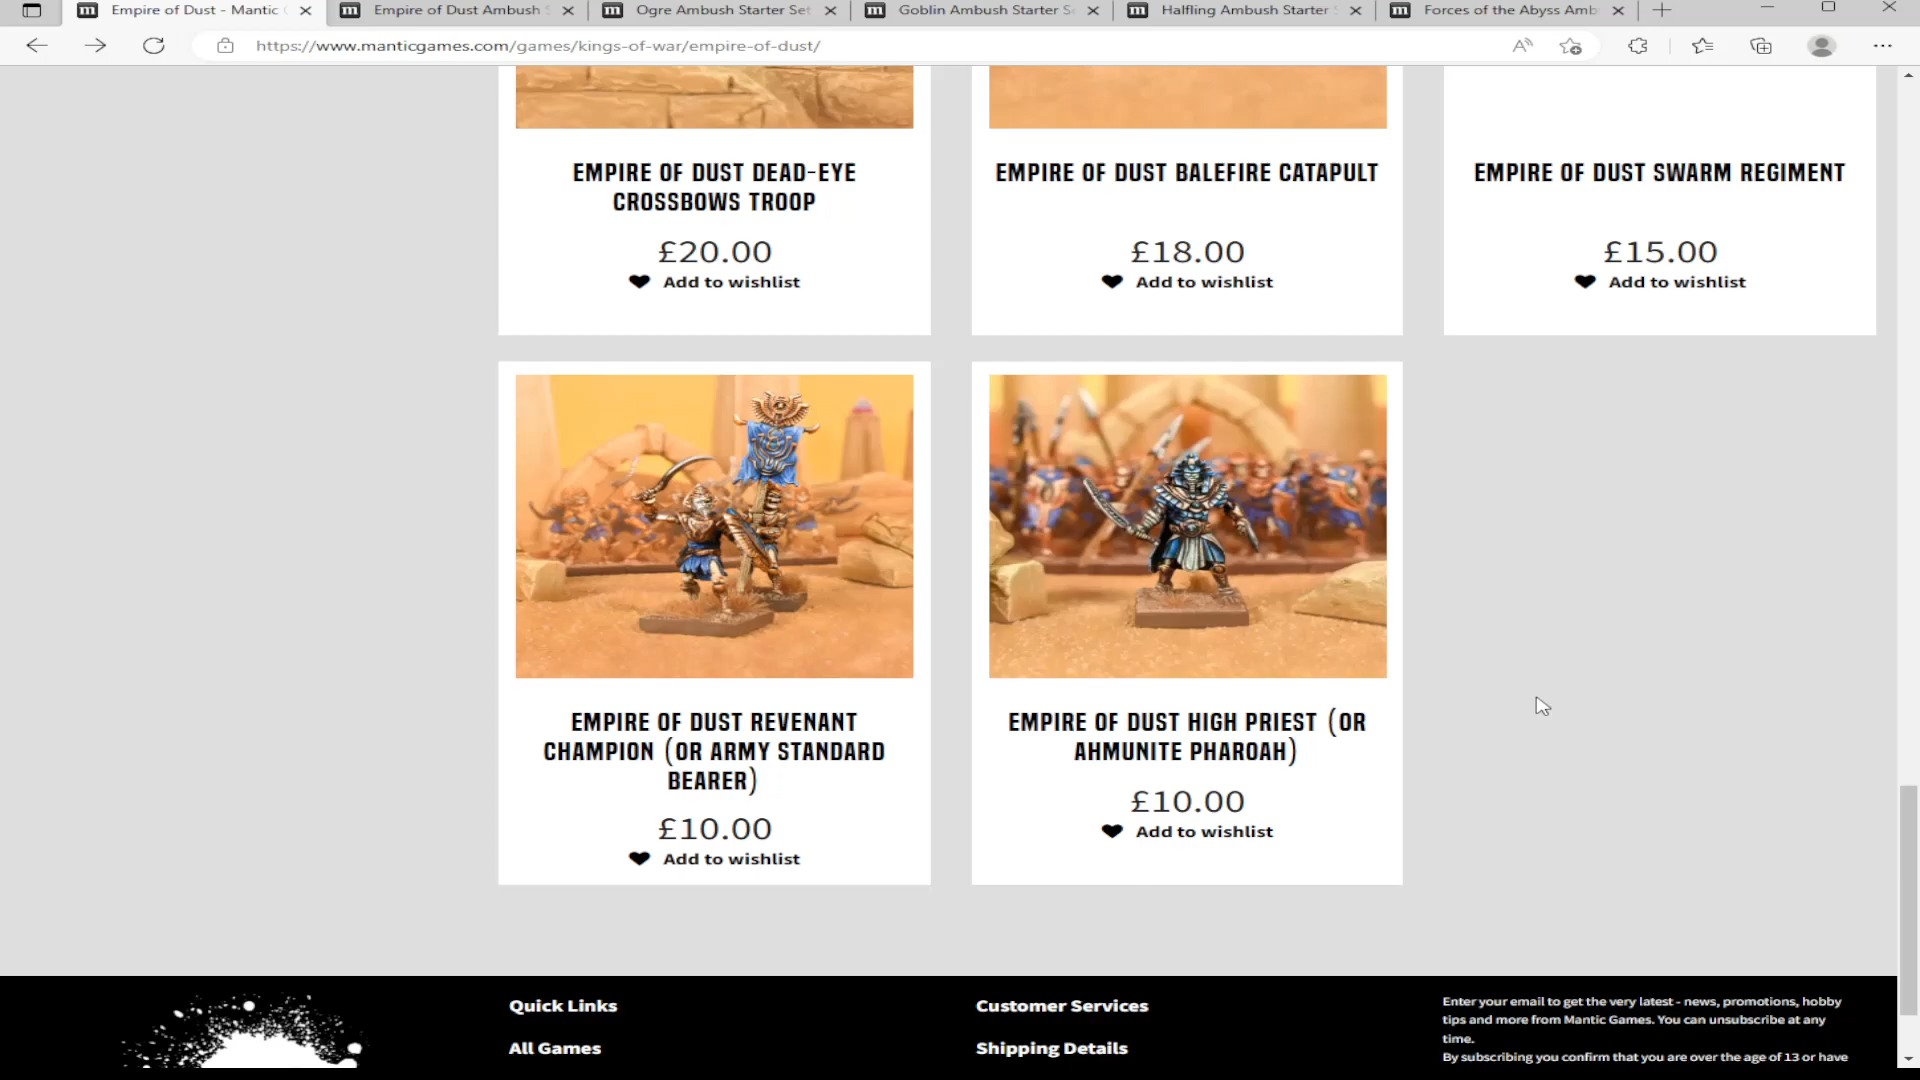 Empire of Dust - Mantic
Empire of Dust Ambush
Ogre Ambush Starter Set
Goblin Ambush Starter
Halfling Ambush Starter
Forces of the Abyss Amb
https://www.manticgames.com/games/kings-of-war/empire-of-dust/
EMPIRE OF DUST DEAD-EYE
CROSSBOWS TROOP
£20.00
Add to wishlist
EMPIRE OF DUST BALEFIRE CATAPULT
£18.00
Add to wishlist
EMPIRE OF DUST SWARM REGIMENT
£15.00
Add to wishlist
EMPIRE OF DUST REVENANT
CHAMPION (OR ARMY STANDARD
BEARER)
£10.00
Add to wishlist
EMPIRE OF DUST HIGH PRIEST (OR
AHMUNITE PHAROAH)
£10.00
Add to wishlist
Quick Links
All Games
Customer Services
Shipping Details
Enter your email to get the very latest - news, promotions, hobby
tips and more from Mantic Games. You can unsubscribe at any
time.
By subscribing you confirm that you are over the age of 13 or have